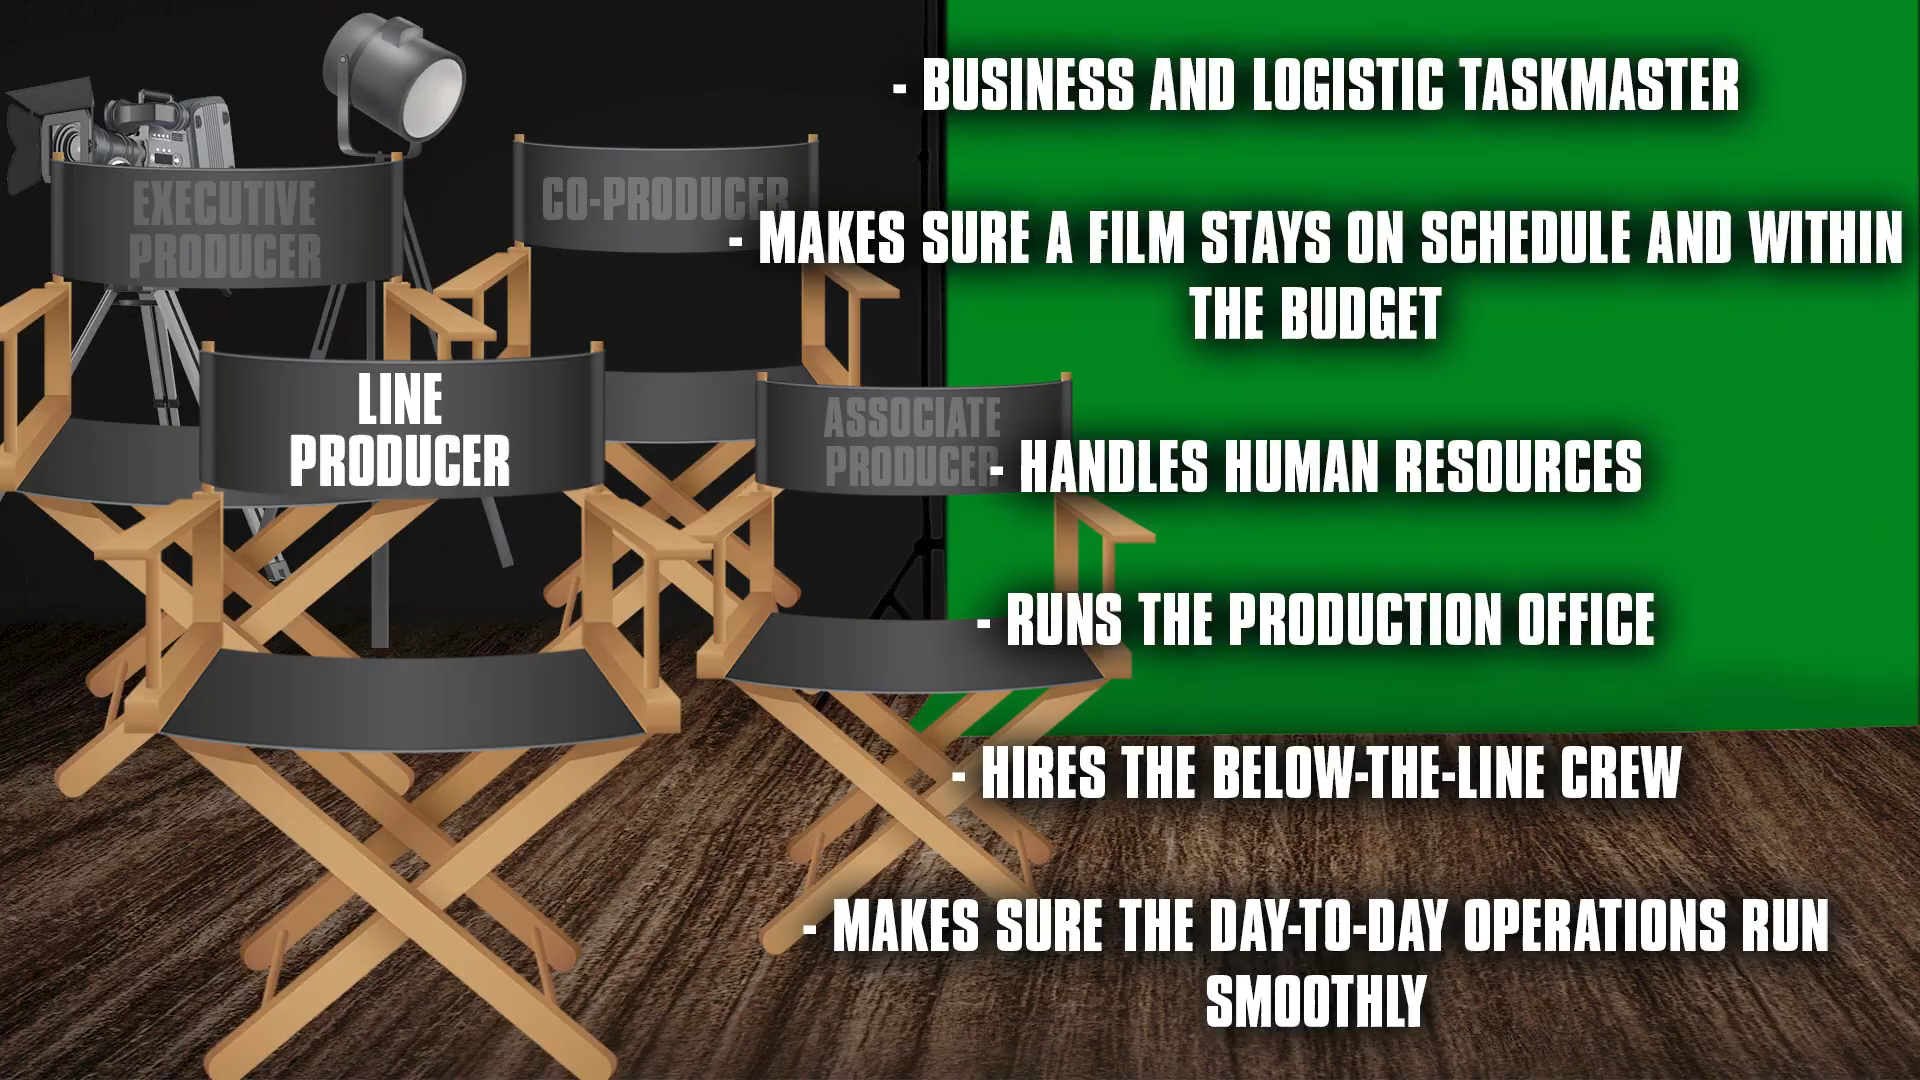 EXECUTIVE
PRODUCER
CO-PRODUCER
LINE
PRODUCER
ASSOCIATE
PRODUCER
- BUSINESS AND LOGISTIC TASKMASTER
- MAKES SURE A FILM STAYS ON SCHEDULE AND WITHIN
THE BUDGET
- HANDLES HUMAN RESOURCES
- RUNS THE PRODUCTION OFFICE
- HIRES THE BELOW-THE-LINE CREW
- MAKES SURE THE DAY-TO-DAY OPERATIONS RUN
SMOOTHLY